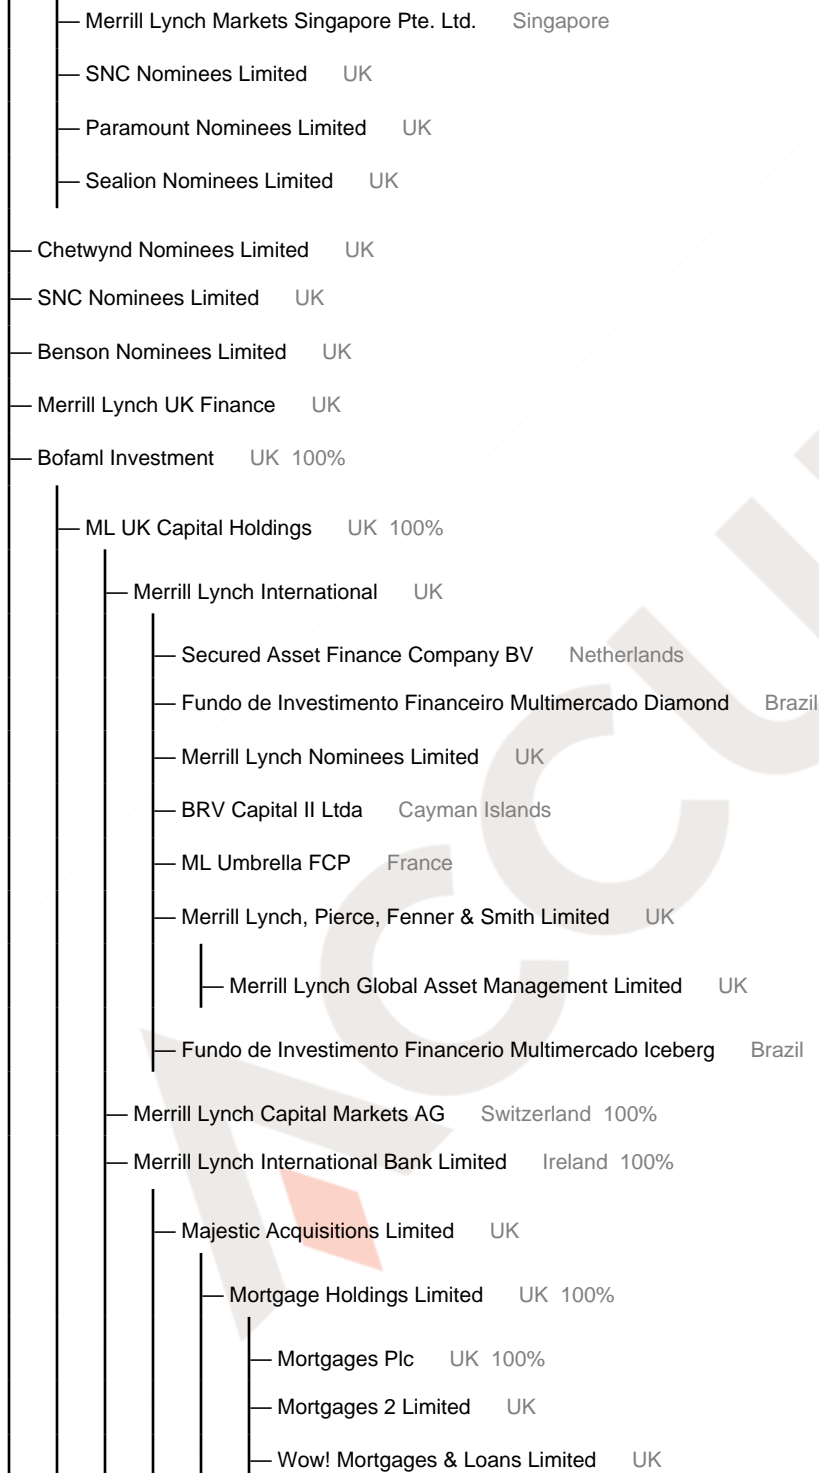 Merrill Lynch Markets Singapore Pte. Ltd. Singapore
SNC Nominees Limited UK
Paramount Nominees Limited UK
Sealion Nominees Limited UK
Chetwynd Nominees Limited UK
SNC Nominees Limited UK
Benson Nominees Limited UK
Merrill Lynch UK Finance UK
Bofaml Investment UK 100%
ML UK Capital Holdings UK 100%
Merrill Lynch International UK
Secured Asset Finance Company BV Netherlands
Fundo de Investimento Financeiro Multimercado Diamond Brazil
Merrill Lynch Nominees Limited UK
BRV Capital II Ltda Cayman Islands
ML Umbrella FCP France
Merrill Lynch, Pierce, Fenner & Smith Limited UK
Merrill Lynch Global Asset Management Limited UK
Fundo de Investimento Financerio Multimercado Iceberg Brazil
Merrill Lynch Capital Markets AG Switzerland 100%
Merrill Lynch International Bank Limited Ireland 100%
Majestic Acquisitions Limited UK
Mortgage Holdings Limited UK 100%
Mortgages Plc UK 100%
Mortgages 2 Limited UK
Wow! Mortgages & Loans Limited UK